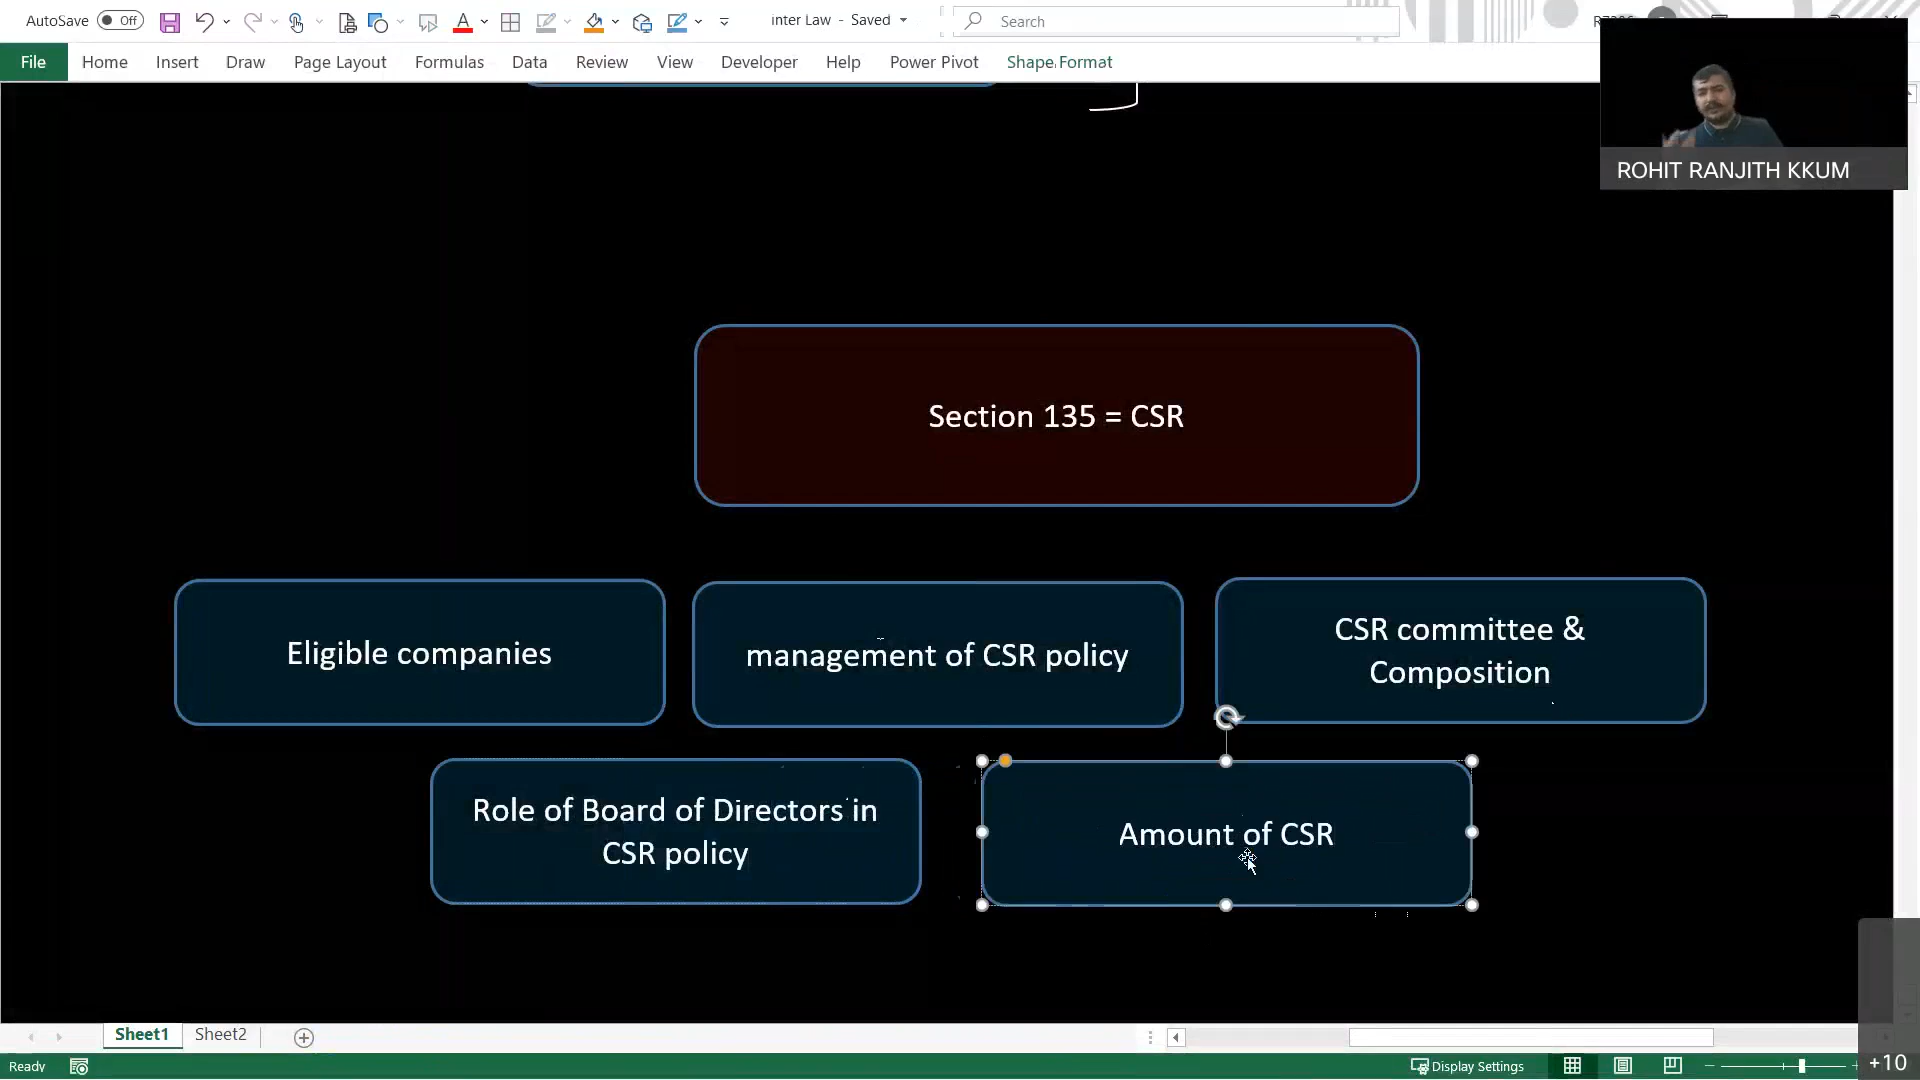 AutoSave Off inter Law - Saved Search
File Home Insert Draw Page Layout Formulas Data Review View Developer Help Power Pivot Shape Format
ROHIT RANJITH KKUM
Section 135 = CSR
Eligible companies
management of CSR policy
CSR committee &
Composition
Role of Board of Directors in
CSR policy
Amount of CSR
Sheet1 Sheet2
Ready Display Settings +10